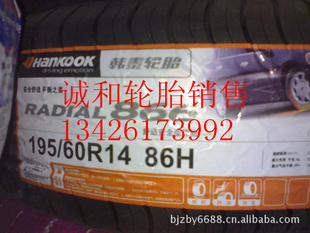 HANKOOK 韩泰轮胎
driving emotion
RADIAL 866
诚和轮胎销售
13426173992
195/60R14 86H
bjzby6688.cn.alibaba.com